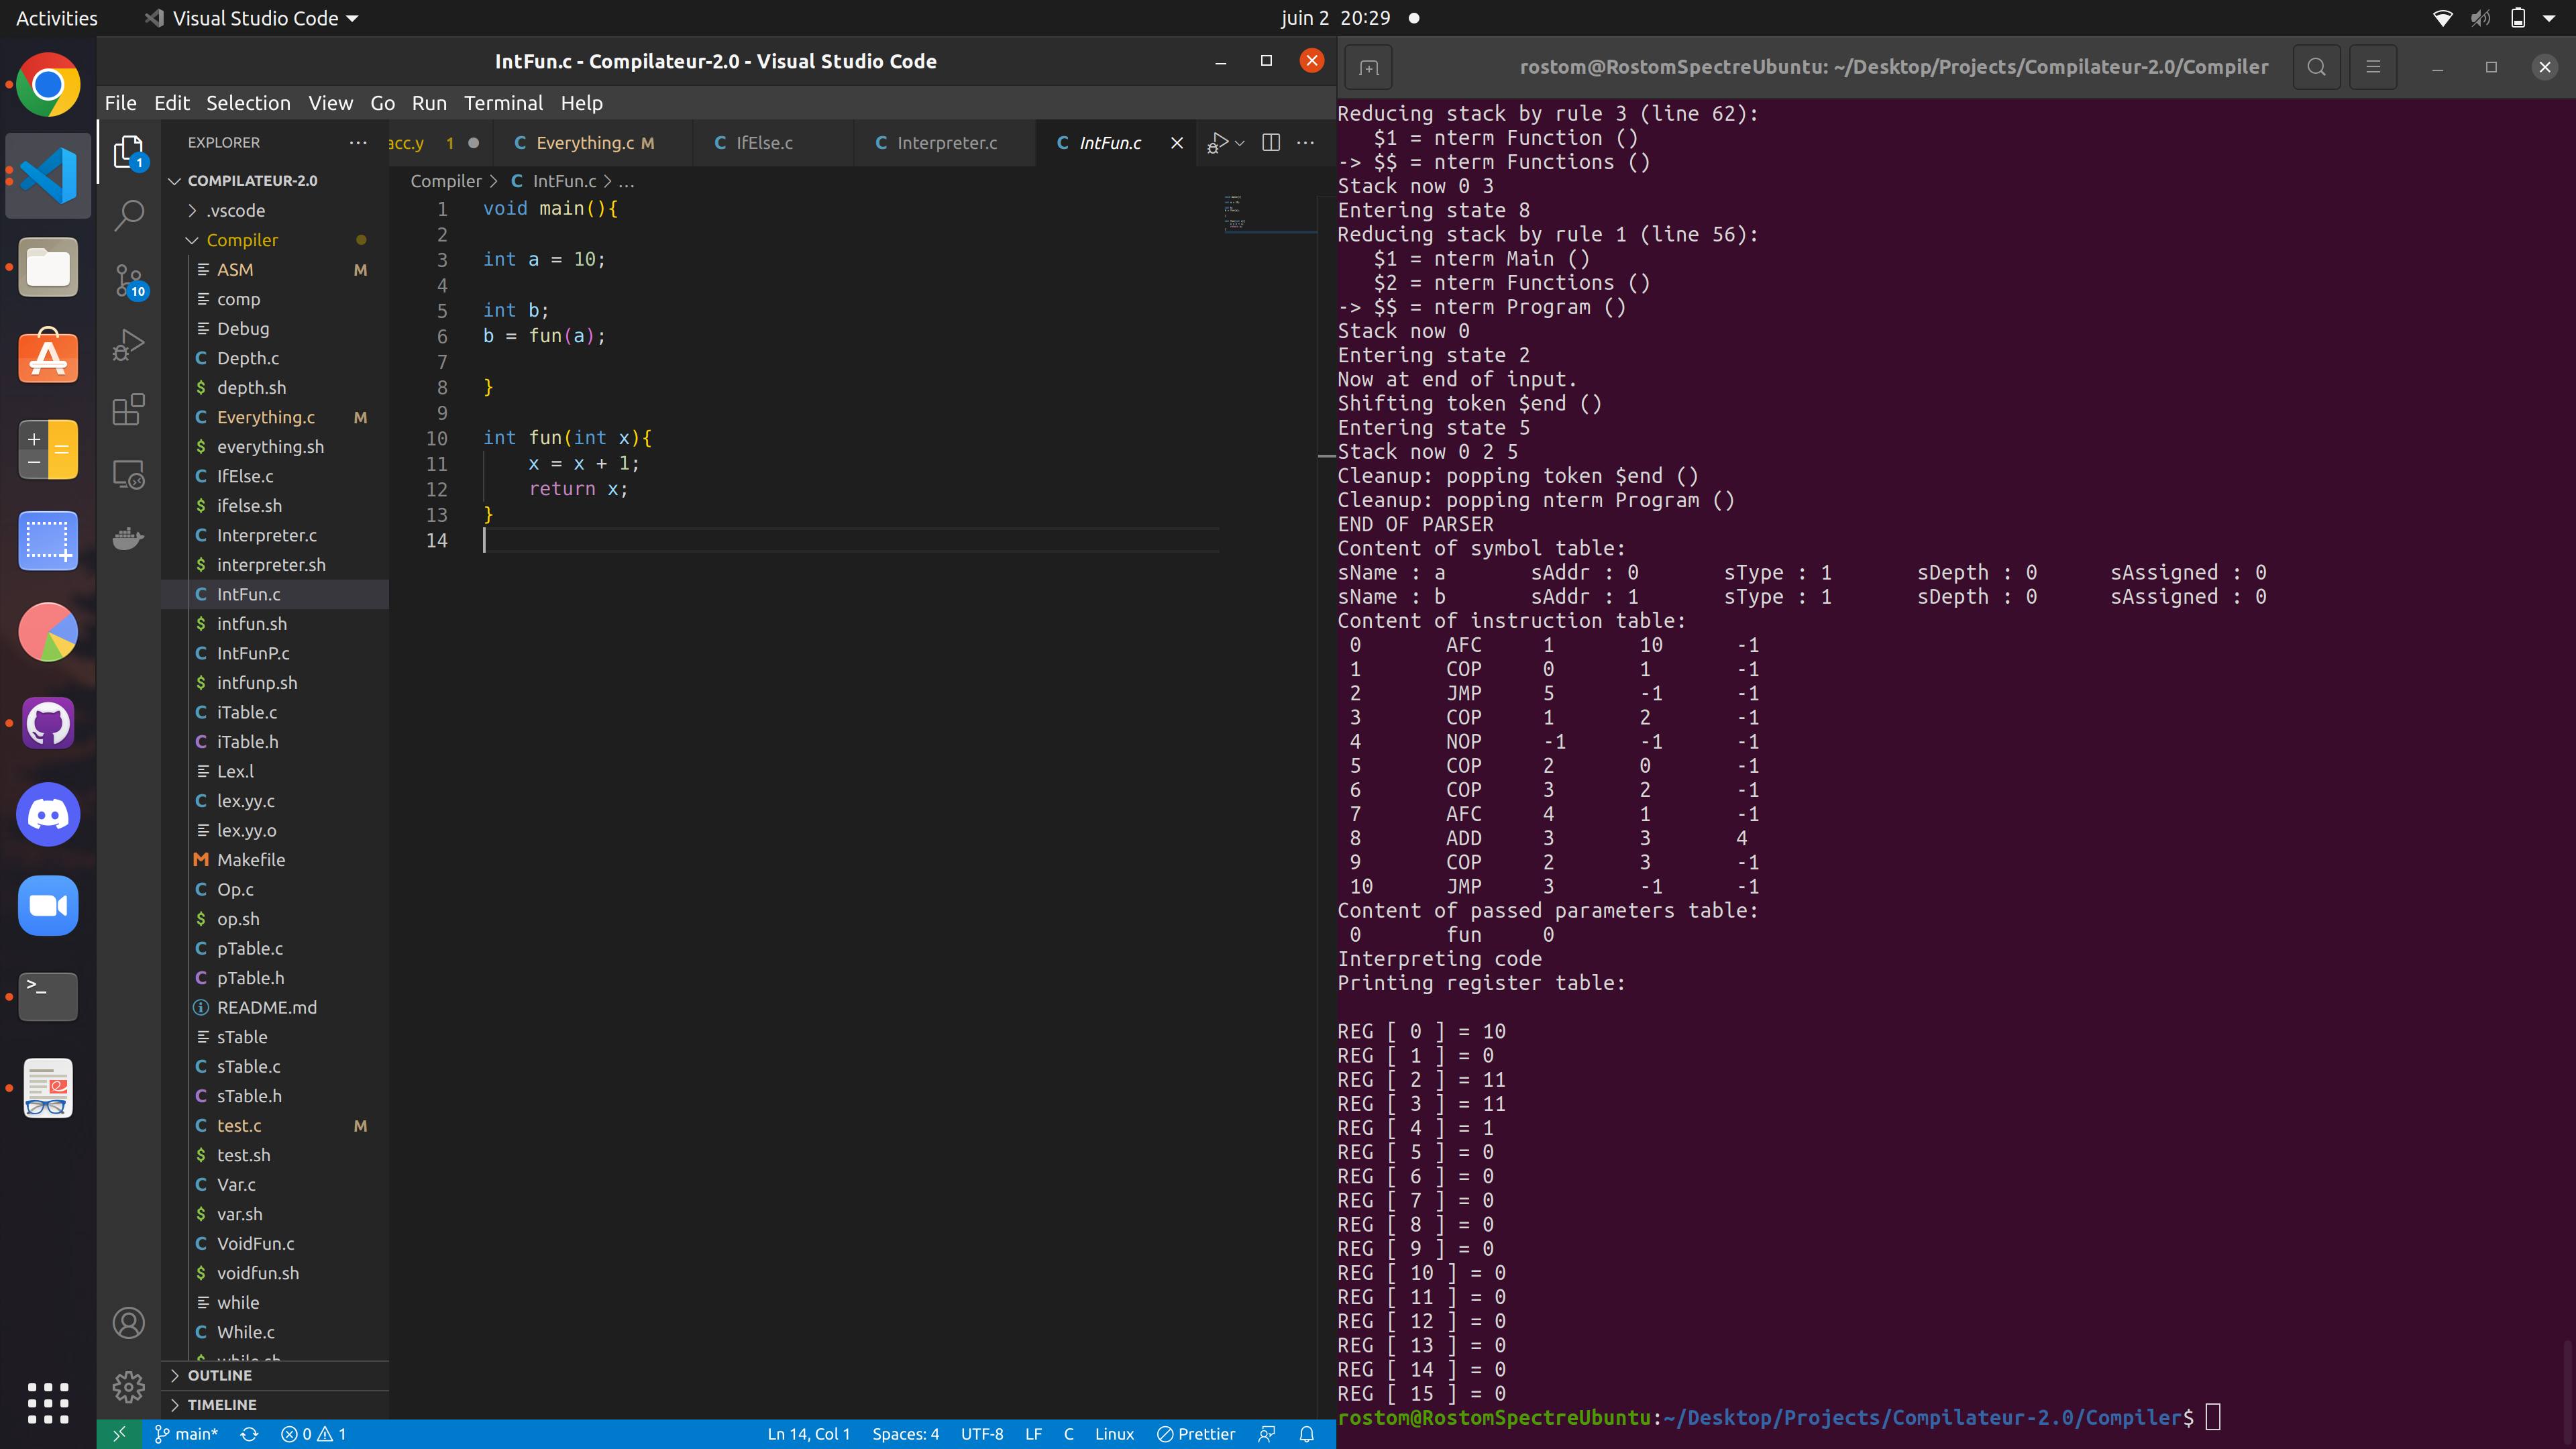 Activities Visual Studio Code juin 2 20:29
IntFun.c - Compilateur-2.0 - Visual Studio Code
File Edit Selection View Go Run Terminal Help
EXPLORER
COMPILATEUR-2.0
.vscode
Compiler
ASM M
comp
Debug
Depth.c
depth.sh
Everything.c M
everything.sh
IfElse.c
ifelse.sh
Interpreter.c
interpreter.sh
IntFun.c
intfun.sh
IntFunP.c
intfunp.sh
iTable.c
iTable.h
Lex.l
lex.yy.c
lex.yy.o
Makefile
Op.c
op.sh
pTable.c
pTable.h
README.md
sTable
sTable.c
sTable.h
test.c M
test.sh
Var.c
var.sh
VoidFun.c
voidfun.sh
while
While.c
while.sh
OUTLINE
TIMELINE
1
10
acc.y 1 Everything.c M IfElse.c Interpreter.c IntFun.c
Compiler > IntFun.c > ...
1 void main(){
2
3 int a = 10;
4
5 int b;
6 b = fun(a);
7
8 }
9
10 int fun(int x){
11 x = x + 1;
12 return x;
13 }
14
main* 0 1 Ln 14, Col 1 Spaces: 4 UTF-8 LF C Linux Prettier
rostom@RostomSpectreUbuntu: ~/Desktop/Projects/Compilateur-2.0/Compiler
Reducing stack by rule 3 (line 62):
$1 = nterm Function ()
-> $$ = nterm Functions ()
Stack now 0 3
Entering state 8
Reducing stack by rule 1 (line 56):
$1 = nterm Main ()
$2 = nterm Functions ()
-> $$ = nterm Program ()
Stack now 0
Entering state 2
Now at end of input.
Shifting token $end ()
Entering state 5
Stack now 0 2 5
Cleanup: popping token $end ()
Cleanup: popping nterm Program ()
END OF PARSER
Content of symbol table:
sName : a sAddr : 0 sType : 1 sDepth : 0 sAssigned : 0
sName : b sAddr : 1 sType : 1 sDepth : 0 sAssigned : 0
Content of instruction table:
0 AFC 1 10 -1
1 COP 0 1 -1
2 JMP 5 -1 -1
3 COP 1 2 -1
4 NOP -1 -1 -1
5 COP 2 0 -1
6 COP 3 2 -1
7 AFC 4 1 -1
8 ADD 3 3 4
9 COP 2 3 -1
10 JMP 3 -1 -1
Content of passed parameters table:
0 fun 0
Interpreting code
Printing register table:
REG [ 0 ] = 10
REG [ 1 ] = 0
REG [ 2 ] = 11
REG [ 3 ] = 11
REG [ 4 ] = 1
REG [ 5 ] = 0
REG [ 6 ] = 0
REG [ 7 ] = 0
REG [ 8 ] = 0
REG [ 9 ] = 0
REG [ 10 ] = 0
REG [ 11 ] = 0
REG [ 12 ] = 0
REG [ 13 ] = 0
REG [ 14 ] = 0
REG [ 15 ] = 0
rostom@RostomSpectreUbuntu:~/Desktop/Projects/Compilateur-2.0/Compiler$